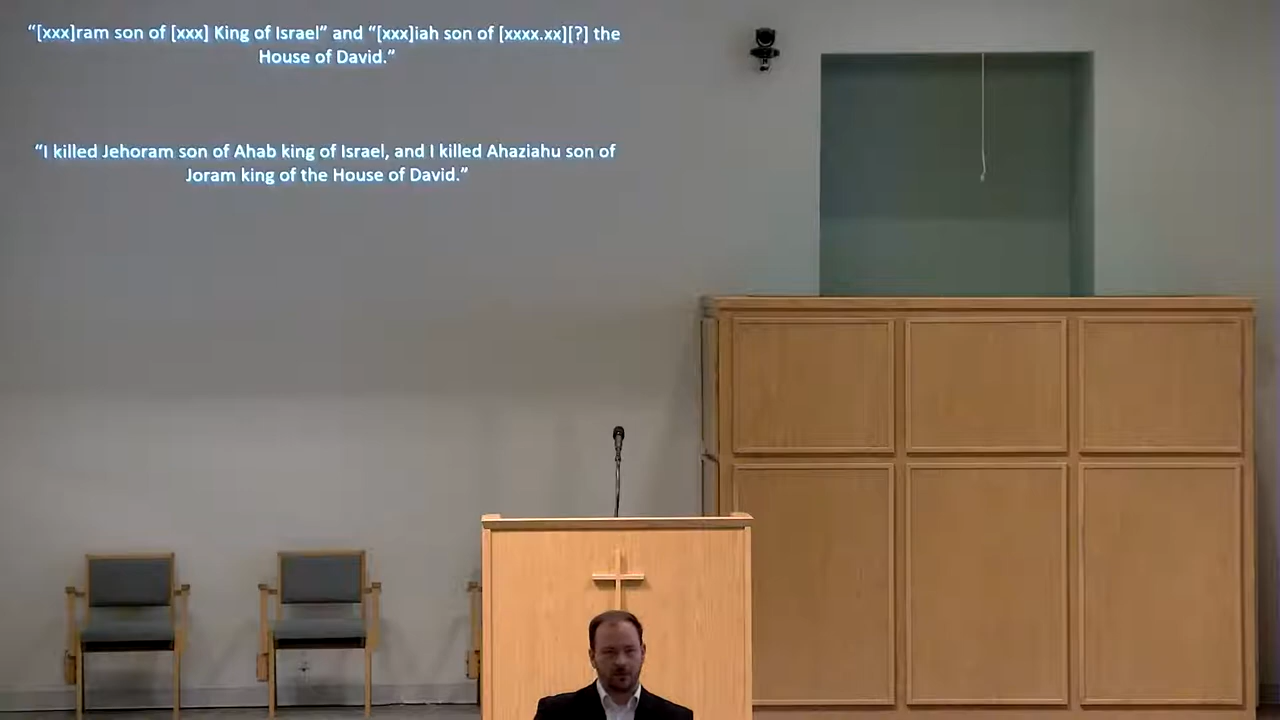 “[xxx]ram son of [xxx] King of Israel” and “[xxx]iah son of [xxxx.xx][?] the
House of David.”
“I killed Jehoram son of Ahab king of Israel, and I killed Ahaziahu son of
Joram king of the House of David.”